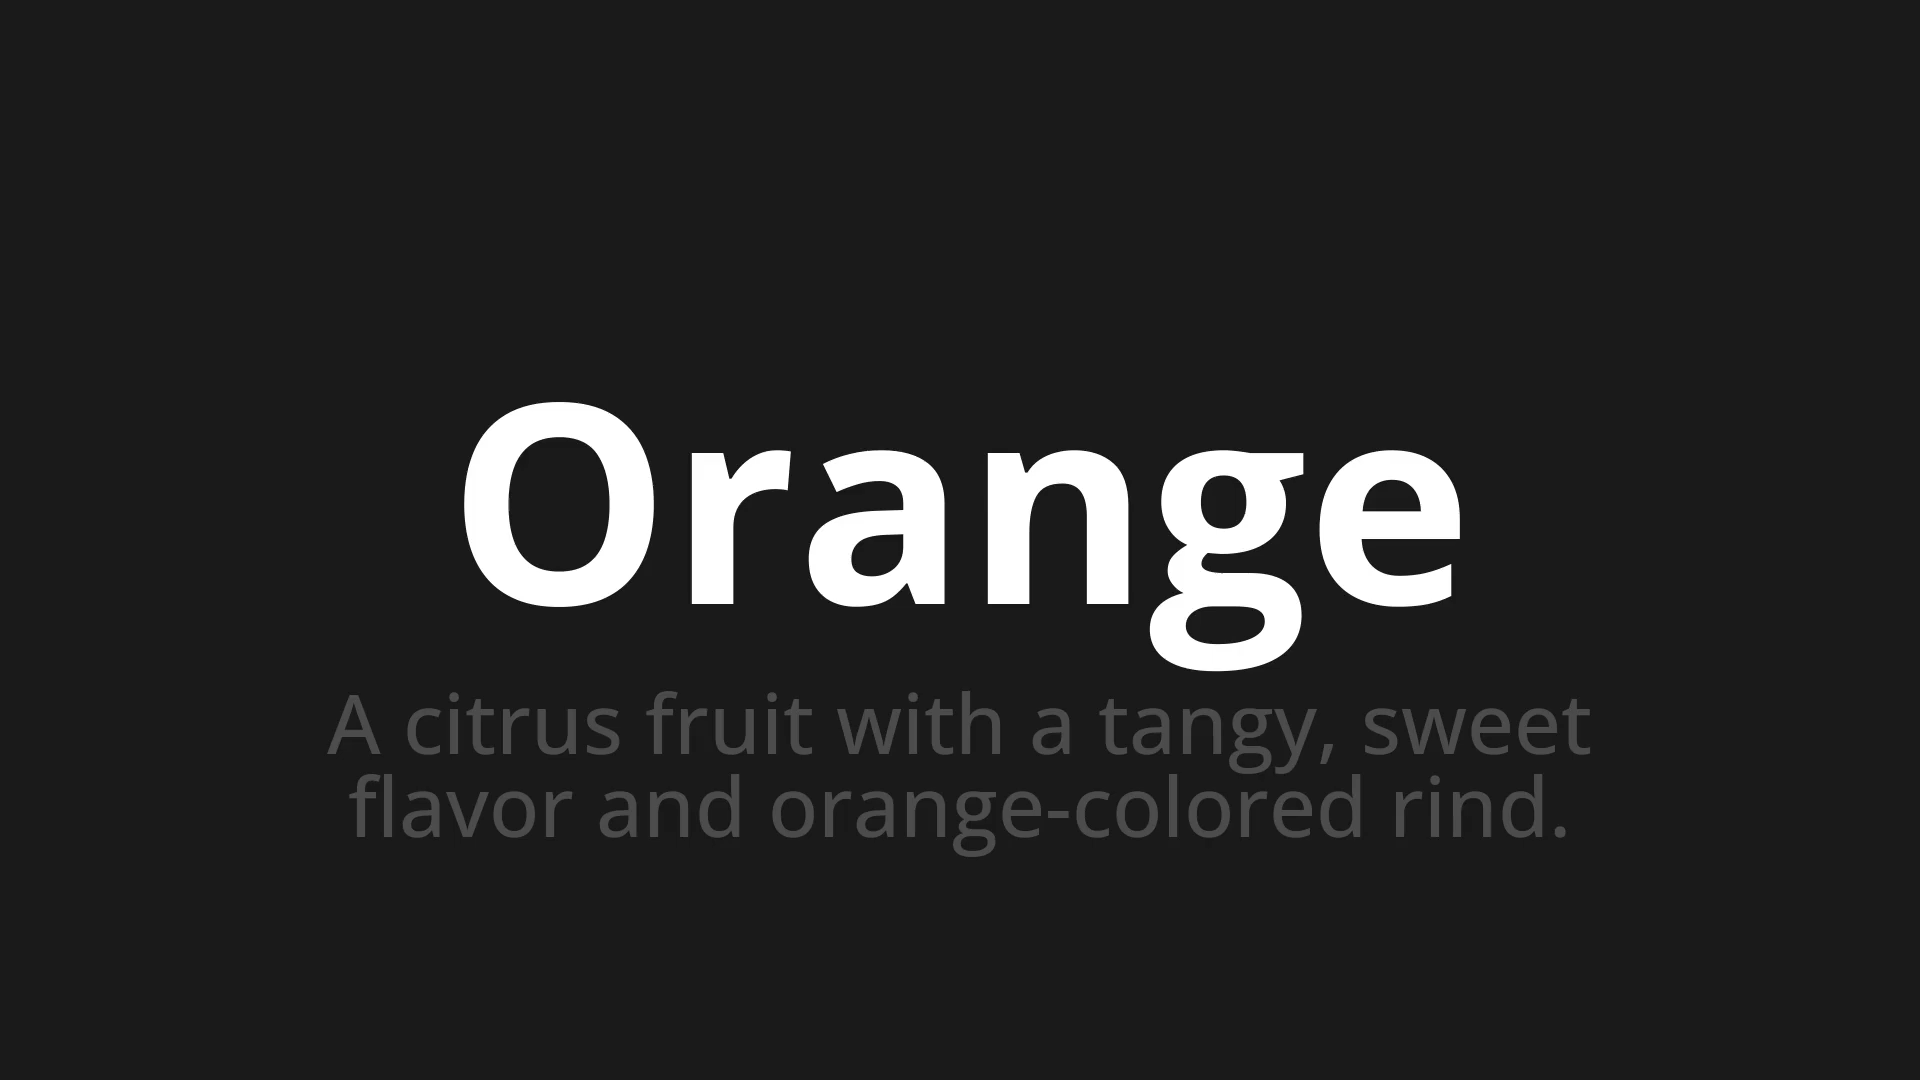 Orange
A citrus fruit with a tangy, sweet
flavor and orange-colored rind.